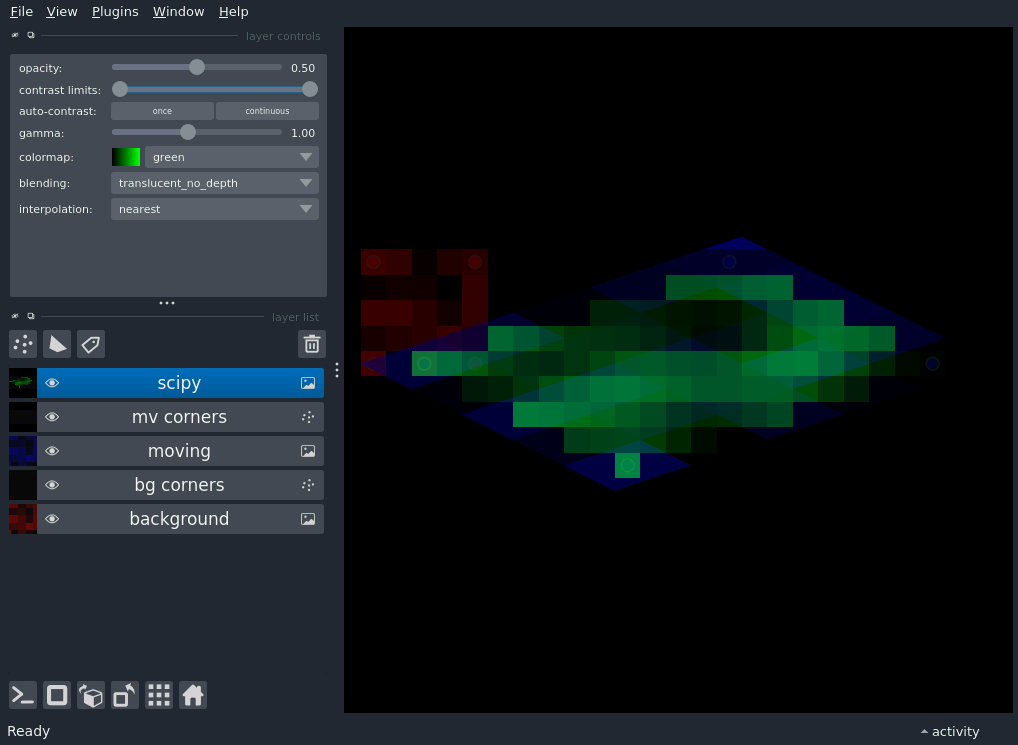 File View Plugins Window Help
layer controls
opacity: 0.50
contrast limits:
auto-contrast: once continuous
gamma: 1.00
colormap: green
blending: translucent_no_depth
interpolation: nearest
layer list
scipy
mv corners
moving
bg corners
background
Ready
activity